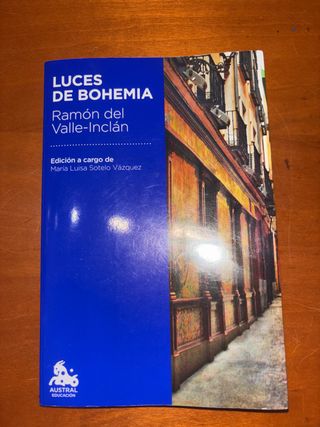 LUCES
DE BOHEMIA
Ramón del
Valle-Inclán
Edición a cargo de
María Luisa Sotelo Vázquez
AUSTRAL
EDUCACIÓN